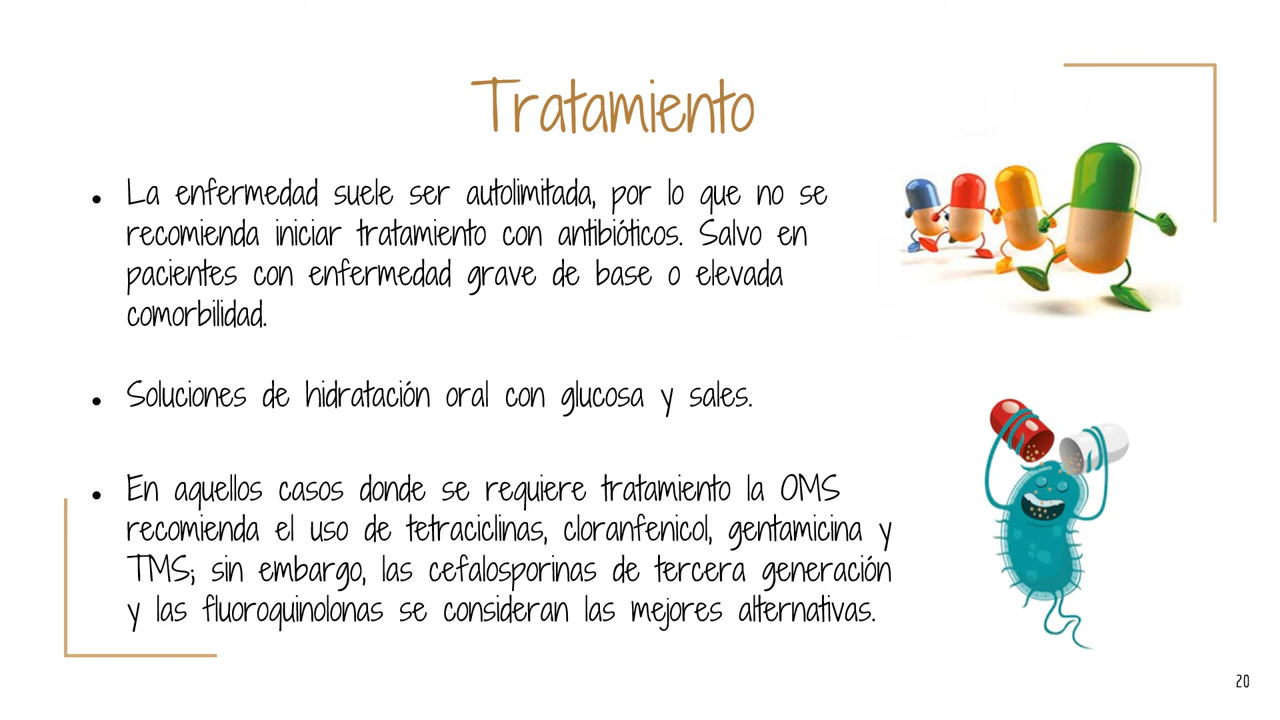 Tratamiento
• La enfermedad suele ser autolimitada, por lo que no se
recomienda iniciar tratamiento con antibióticos. Salvo en
pacientes con enfermedad grave de base o elevada
comorbilidad.
• Soluciones de hidratación oral con glucosa y sales.
• En aquellos casos donde se requiere tratamiento la OMS
recomienda el uso de tetraciclinas, cloranfenicol, gentamicina y
TMS; sin embargo, las cefalosporinas de tercera generación
y las fluoroquinolonas se consideran las mejores alternativas.
20